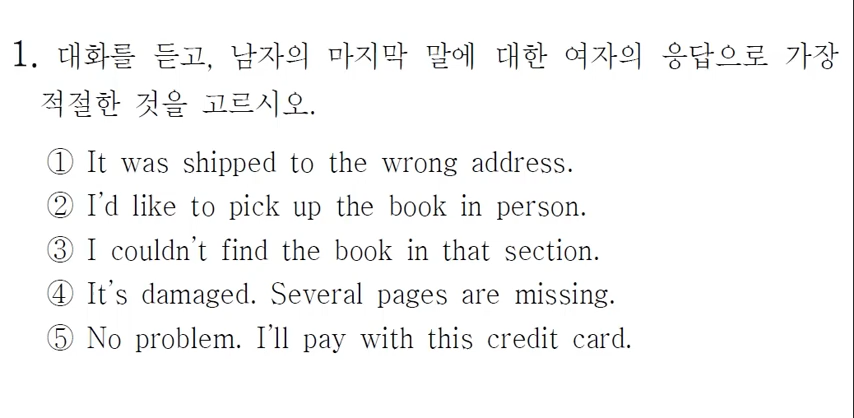 1. 대화를 듣고, 남자의 마지막 말에 대한 여자의 응답으로 가장
적절한 것을 고르시오.
① It was shipped to the wrong address.
② I'd like to pick up the book in person.
③ I couldn't find the book in that section.
④ It's damaged. Several pages are missing.
⑤ No problem. I'll pay with this credit card.